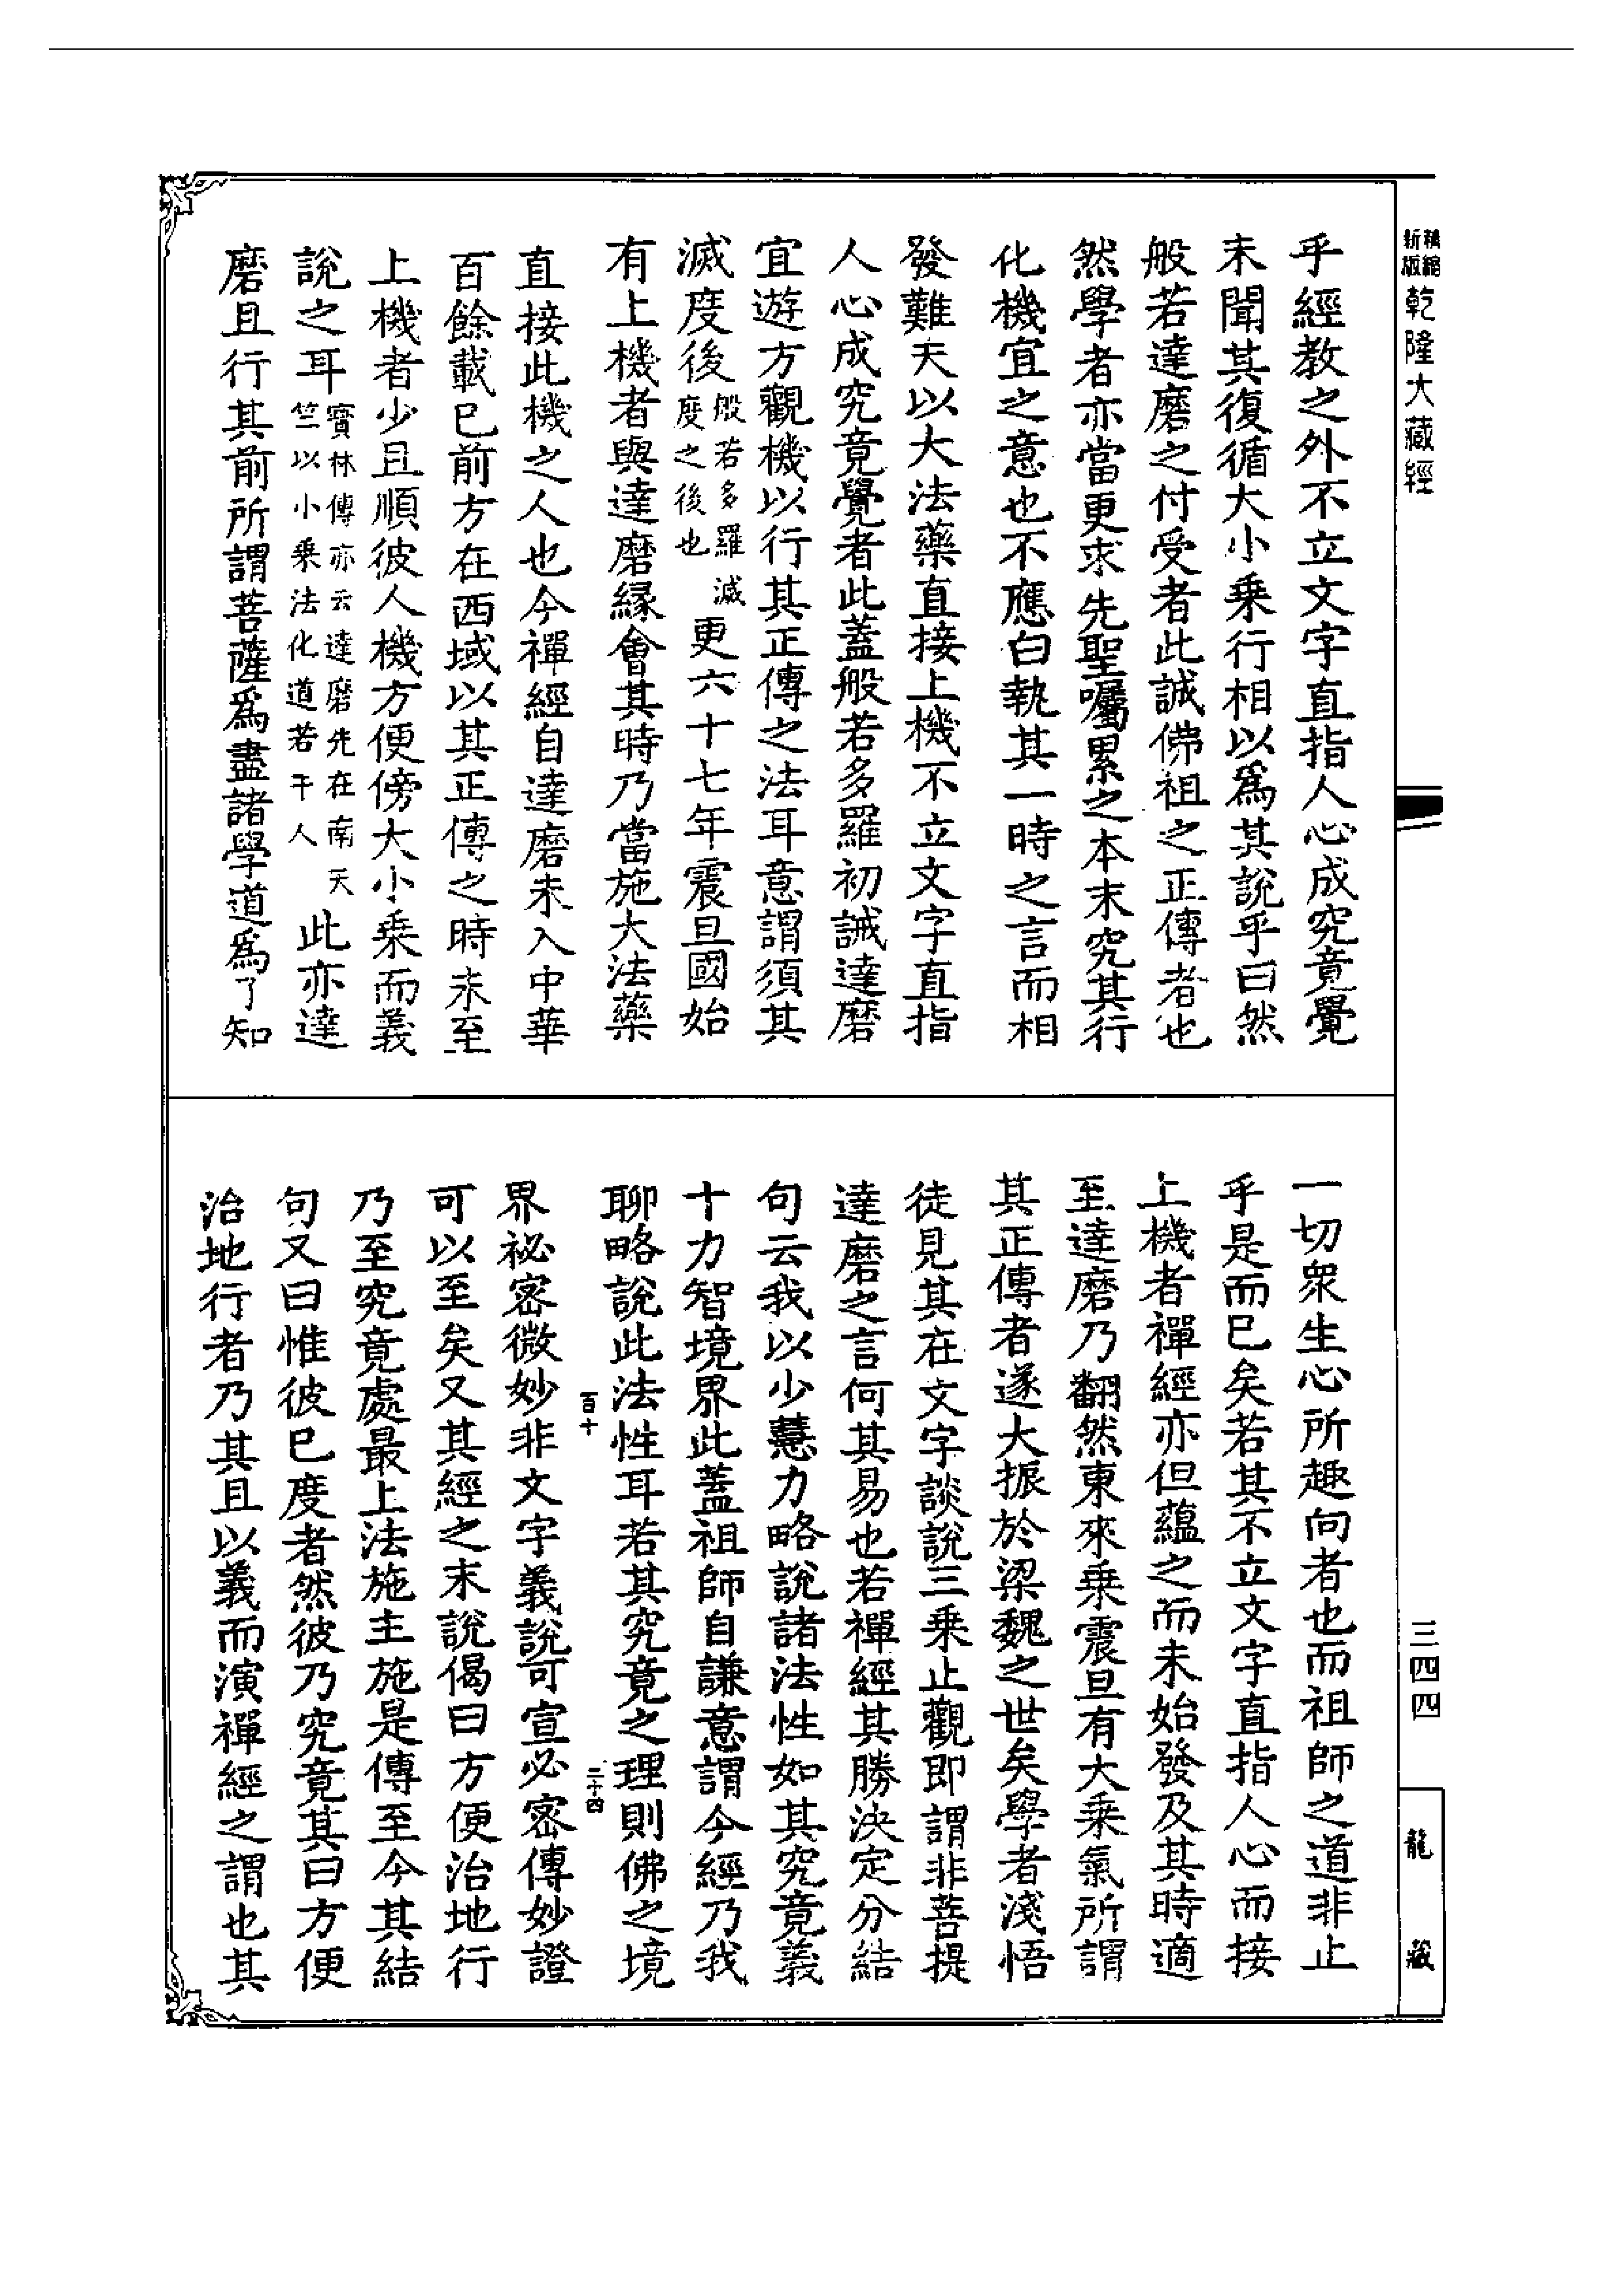 新版精縮
乾隆大藏經
乎經教之外不立文字直指人心成究竟覺
未聞其復循大小乗行相以爲其說乎曰然
般若達磨之付受者此誠佛祖之正傳者也
然學者亦當更求先聖囑累之本末究其行
化機宜之意也不應白執其一時之言而相
發難夭以大法藥直接上機不立文字直指
人心成究竟覺者此蓋般若多羅初誡達磨
宜遊方觀機以行其正傳之法耳意謂須其
滅度後般若多羅滅度之後也更六十七年震旦國始
有上機者與達磨緣會其時乃當施大法藥
直接此機之人也今禪經自達磨未入中華
百餘載已前方在西域以其正傳之時未至
上機者少且順彼人機方便傍大小乗而義
說之耳寳林傳亦云達磨先在南天竺以小乗法化道若干人此亦達
磨且行其前所謂菩薩爲盡諸學道爲了知
一切衆生心所趣向者也而祖師之道非止
乎是而巳矣若其不立文字直指人心而接
上機者禪經亦但蘊之而未始發及其時適
至達磨乃翻然東來乗震旦有大乗氣所謂
其正傳者遂大振於梁魏之世矣學者淺悟
徒見其在文字談說三乗止觀即謂非菩提
達磨之言何其易也若禪經其勝決定分結
句云我以少慧力略說諸法性如其究竟義
十力智境界此蓋祖師自謙意謂今經乃我
聊略說此法性耳若其究竟之理則佛之境
百十
二十四
界祕密微妙非文字義說可宣必密傳妙證
可以至矣又其經之末說偈曰方便治地行
乃至究竟處最上法施主施是傳至今其結
句又曰惟彼巳度者然彼乃究竟其曰方便
治地行者乃其且以義而演禪經之謂也其
三四四
龍藏